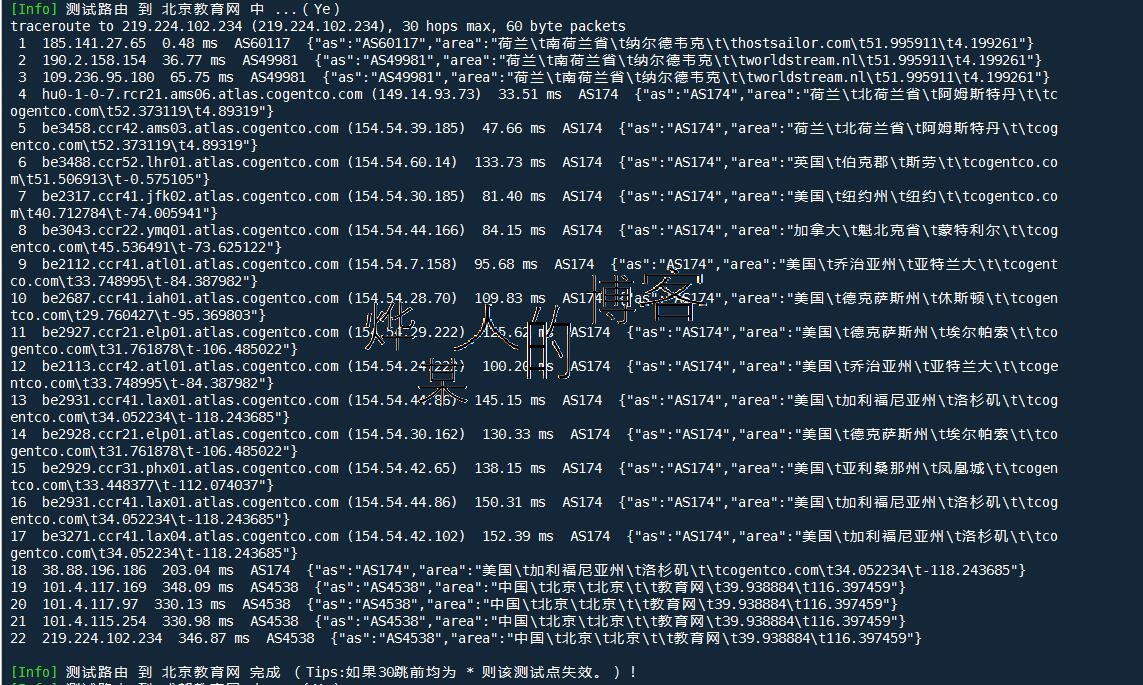 [Info] 测试路由 到 北京教育网 中 ...(Ye)
traceroute to 219.224.102.234 (219.224.102.234), 30 hops max, 60 byte packets
1 185.141.27.65 0.48 ms AS60117 {"as":"AS60117","area":"荷兰\t南荷兰省\t纳尔德韦克\t\thostsailor.com\t51.995911\t4.199261"}
2 190.2.158.154 36.77 ms AS49981 {"as":"AS49981","area":"荷兰\t南荷兰省\t纳尔德韦克\t\tworldstream.nl\t51.995911\t4.199261"}
3 109.236.95.180 65.75 ms AS49981 {"as":"AS49981","area":"荷兰\t南荷兰省\t纳尔德韦克\t\tworldstream.nl\t51.995911\t4.199261"}
4 hu0-1-0-7.rcr21.ams06.atlas.cogentco.com (149.14.93.73) 33.51 ms AS174 {"as":"AS174","area":"荷兰\t北荷兰省\t阿姆斯特丹\t\tc
ogentco.com\t52.373119\t4.89319"}
5 be3458.ccr42.ams03.atlas.cogentco.com (154.54.39.185) 47.66 ms AS174 {"as":"AS174","area":"荷兰\t北荷兰省\t阿姆斯特丹\t\tcog
entco.com\t52.373119\t4.89319"}
6 be3488.ccr52.lhr01.atlas.cogentco.com (154.54.60.14) 133.73 ms AS174 {"as":"AS174","area":"英国\t伯克郡\t斯劳\t\tcogentco.co
m\t51.506913\t-0.575105"}
7 be2317.ccr41.jfk02.atlas.cogentco.com (154.54.30.185) 81.40 ms AS174 {"as":"AS174","area":"美国\t纽约州\t纽约\t\tcogentco.co
m\t40.712784\t-74.005941"}
8 be3043.ccr22.ymq01.atlas.cogentco.com (154.54.44.166) 84.15 ms AS174 {"as":"AS174","area":"加拿大\t魁北克省\t蒙特利尔\t\tcog
entco.com\t45.536491\t-73.625122"}
9 be2112.ccr41.atl01.atlas.cogentco.com (154.54.7.158) 95.68 ms AS174 {"as":"AS174","area":"美国\t乔治亚州\t亚特兰大\t\tcogent
co.com\t33.748995\t-84.387982"}
10 be2687.ccr41.iah01.atlas.cogentco.com (154.54.28.70) 109.83 ms AS174 {"as":"AS174","area":"美国\t德克萨斯州\t休斯顿\t\tcogen
tco.com\t29.760427\t-95.369803"}
11 be2927.ccr21.elp01.atlas.cogentco.com (154.54.29.222) ms AS174 {"as":"AS174","area":"美国\t德克萨斯州\t埃尔帕索\t\tco
gentco.com\t31.761878\t-106.485022"}
12 be2113.ccr42.atl01.atlas.cogentco.com 100.20 ms AS174 {"as":"AS174","area":"美国\t乔治亚州\t亚特兰大\t\tcoge
ntco.com\t33.748995\t-84.387982"}
13 be2931.ccr41.lax01.atlas.cogentco.com (154.54.44.86) 145.15 ms AS174 {"as":"AS174","area":"美国\t加利福尼亚州\t洛杉矶\t\tcog
entco.com\t34.052234\t-118.243685"}
14 be2928.ccr21.elp01.atlas.cogentco.com (154.54.30.162) 130.33 ms AS174 {"as":"AS174","area":"美国\t德克萨斯州\t埃尔帕索\t\tco
gentco.com\t31.761878\t-106.485022"}
15 be2929.ccr31.phx01.atlas.cogentco.com (154.54.42.65) 138.15 ms AS174 {"as":"AS174","area":"美国\t亚利桑那州\t凤凰城\t\tcogen
tco.com\t33.448377\t-112.074037"}
16 be2931.ccr41.lax01.atlas.cogentco.com (154.54.44.86) 150.31 ms AS174 {"as":"AS174","area":"美国\t加利福尼亚州\t洛杉矶\t\tcog
entco.com\t34.052234\t-118.243685"}
17 be3271.ccr41.lax04.atlas.cogentco.com (154.54.42.102) 152.39 ms AS174 {"as":"AS174","area":"美国\t加利福尼亚州\t洛杉矶\t\tco
gentco.com\t34.052234\t-118.243685"}
18 38.88.196.186 203.04 ms AS174 {"as":"AS174","area":"美国\t加利福尼亚州\t洛杉矶\t\tcogentco.com\t34.052234\t-118.243685"}
19 101.4.117.169 348.09 ms AS4538 {"as":"AS4538","area":"中国\t北京\t北京\t\t教育网\t39.938884\t116.397459"}
20 101.4.117.97 330.13 ms AS4538 {"as":"AS4538","area":"中国\t北京\t北京\t\t教育网\t39.938884\t116.397459"}
21 101.4.115.254 330.98 ms AS4538 {"as":"AS4538","area":"中国\t北京\t北京\t\t教育网\t39.938884\t116.397459"}
22 219.224.102.234 346.87 ms AS4538 {"as":"AS4538","area":"中国\t北京\t北京\t\t教育网\t39.938884\t116.397459"}
[Info] 测试路由 到 北京教育网 完成 (Tips:如果30跳前均为 * 则该测试点失效。)!
烨某人的博客